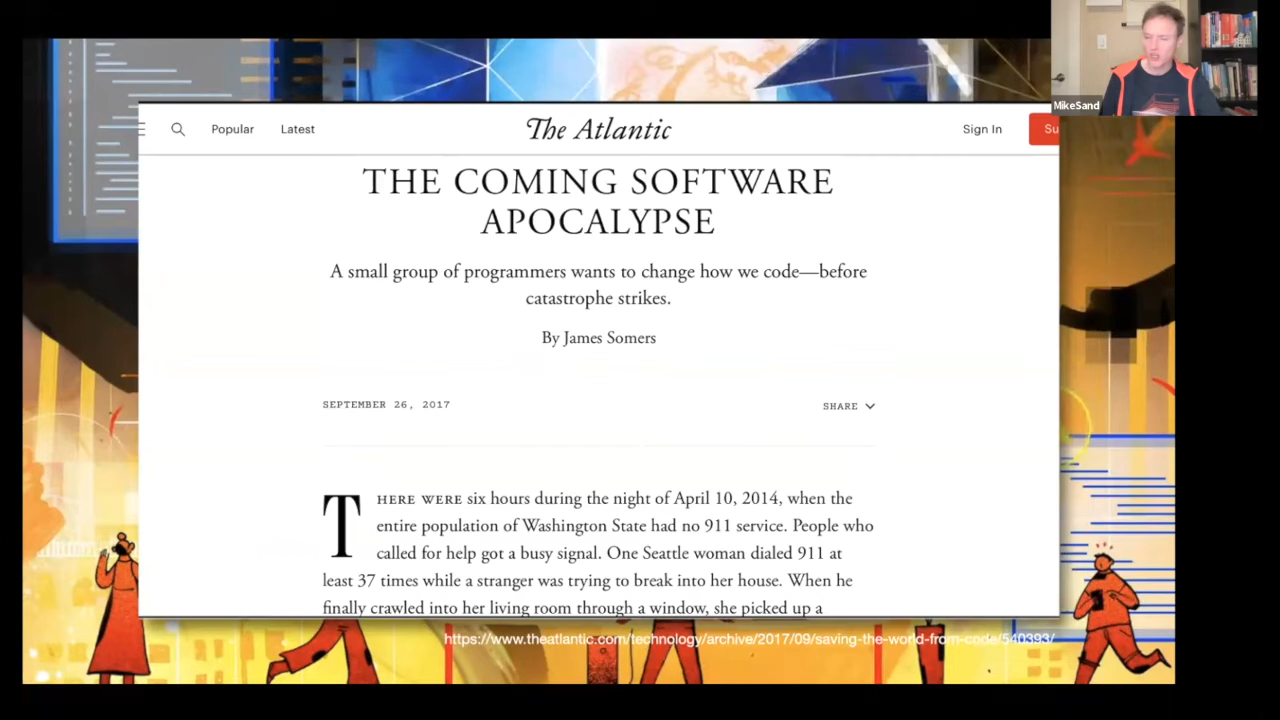 MikeSand
Popular
Latest
The Atlantic
Sign In
Su
THE COMING SOFTWARE
APOCALYPSE
A small group of programmers wants to change how we code—before
catastrophe strikes.
By James Somers
SEPTEMBER 26, 2017
SHARE
THERE WERE six hours during the night of April 10, 2014, when the
entire population of Washington State had no 911 service. People who
called for help got a busy signal. One Seattle woman dialed 911 at
least 37 times while a stranger was trying to break into her house. When he
finally crawled into her living room through a window, she picked up a
https://www.theatlantic.com/technology/archive/2017/09/saving-the-world-from-code/540393/